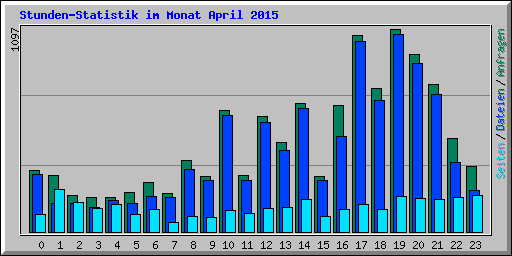 Stunden-Statistik im Monat April 2015
1097
Seiten/Dateien/Anfragen
0 1 2 3 4 5 6 7 8 9 10 11 12 13 14 15 16 17 18 19 20 21 22 23